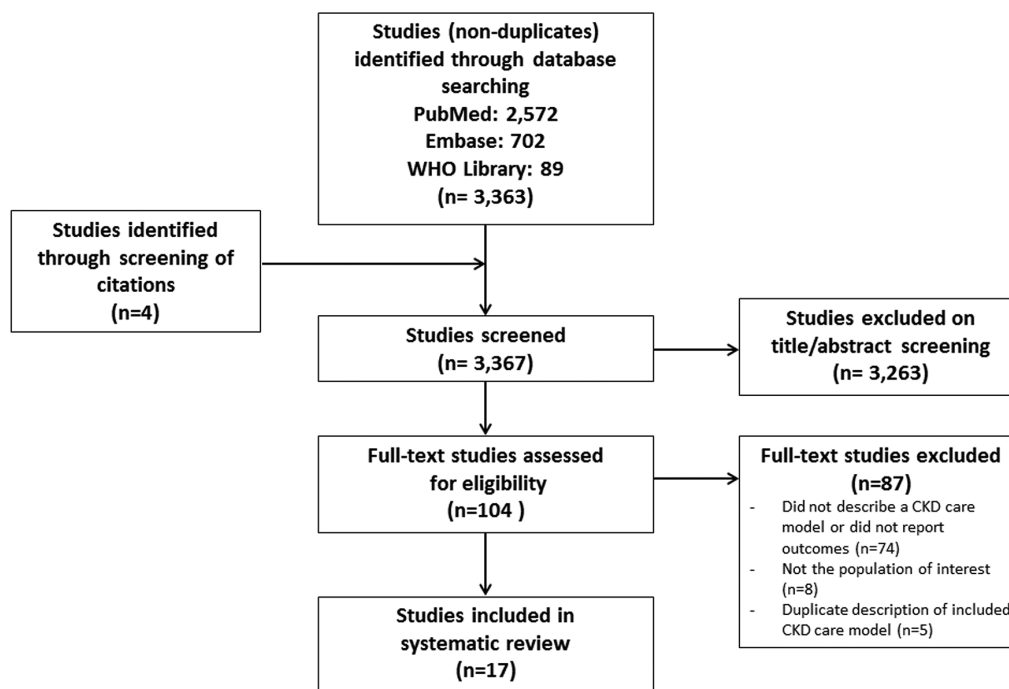 Studies (non-duplicates)
identified through database
searching
PubMed: 2,572
Embase: 702
WHO Library: 89
(n= 3,363)
Studies identified
through screening of
citations
(n=4)
Studies screened
(n= 3,367)
Studies excluded on
title/abstract screening
(n= 3,263)
Full-text studies assessed
for eligibility
(n=104 )
Full-text studies excluded
(n=87)
- Did not describe a CKD care
model or did not report
outcomes (n=74)
- Not the population of interest
(n=8)
- Duplicate description of included
CKD care model (n=5)
Studies included in
systematic review
(n=17)